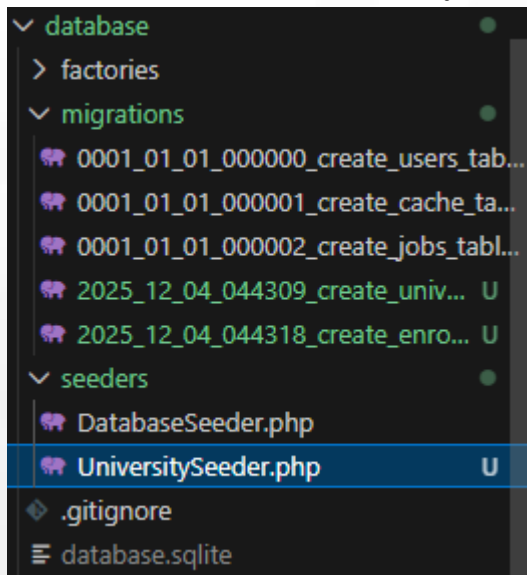 database
factories
migrations
0001_01_01_000000_create_users_tab...
0001_01_01_000001_create_cache_ta...
0001_01_01_000002_create_jobs_tabl...
2025_12_04_044309_create_univ... U
2025_12_04_044318_create_enro... U
seeders
DatabaseSeeder.php
UniversitySeeder.php U
.gitignore
database.sqlite